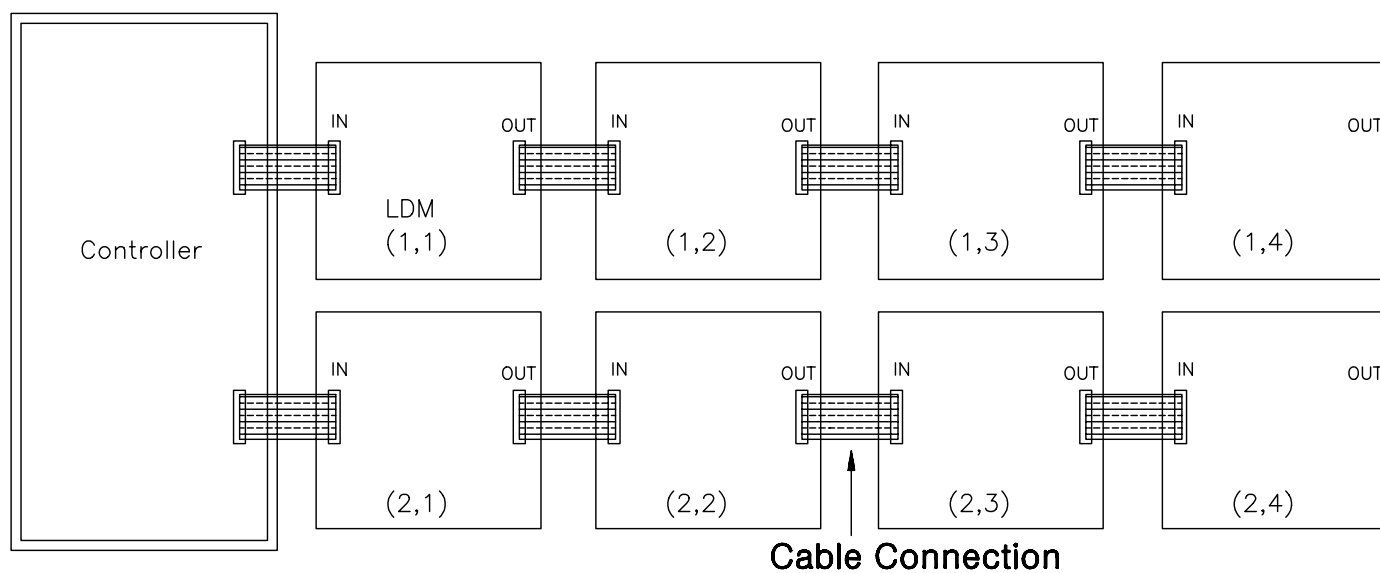 IN OUT IN OUT IN OUT IN OUT
LDM
Controller (1,1) (1,2) (1,3) (1,4)
IN OUT IN OUT IN OUT IN OUT
(2,1) (2,2) (2,3) (2,4)
Cable Connection